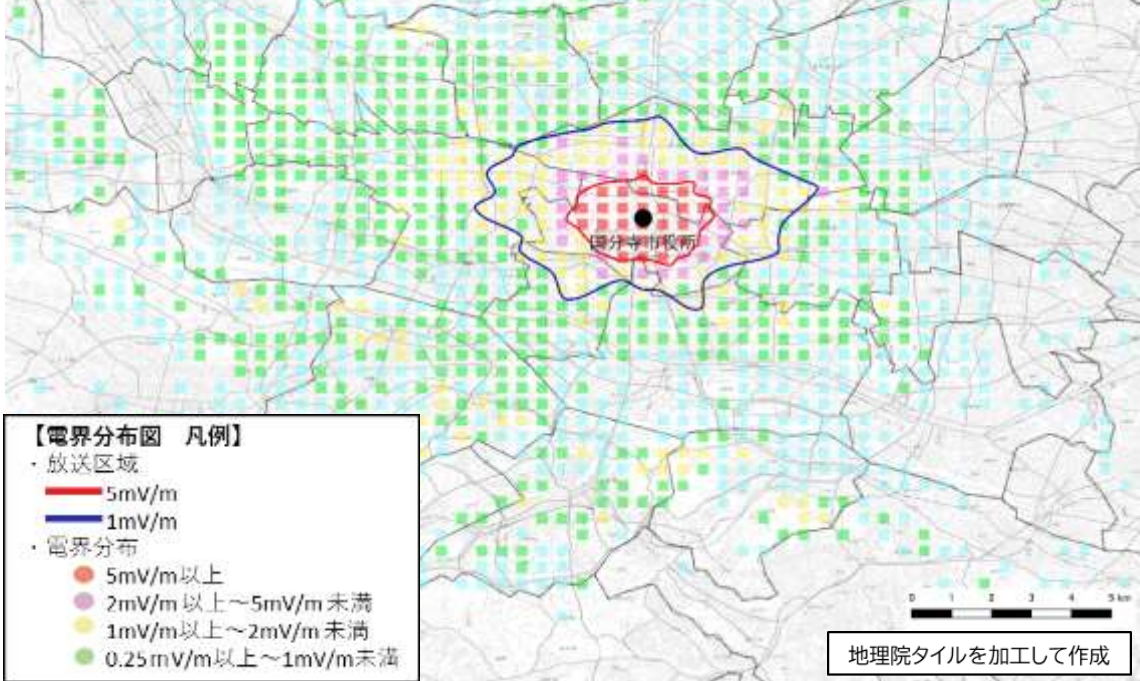 国分寺市役所
【電界分布図 凡例】
・放送区域
5mV/m
1mV/m
・電界分布
5mV/m以上
2mV/m以上～5mV/m未満
1mV/m以上～2mV/m未満
0.25mV/m以上～1mV/m未満
0 1 2 3 4 5 km
地理院タイルを加工して作成